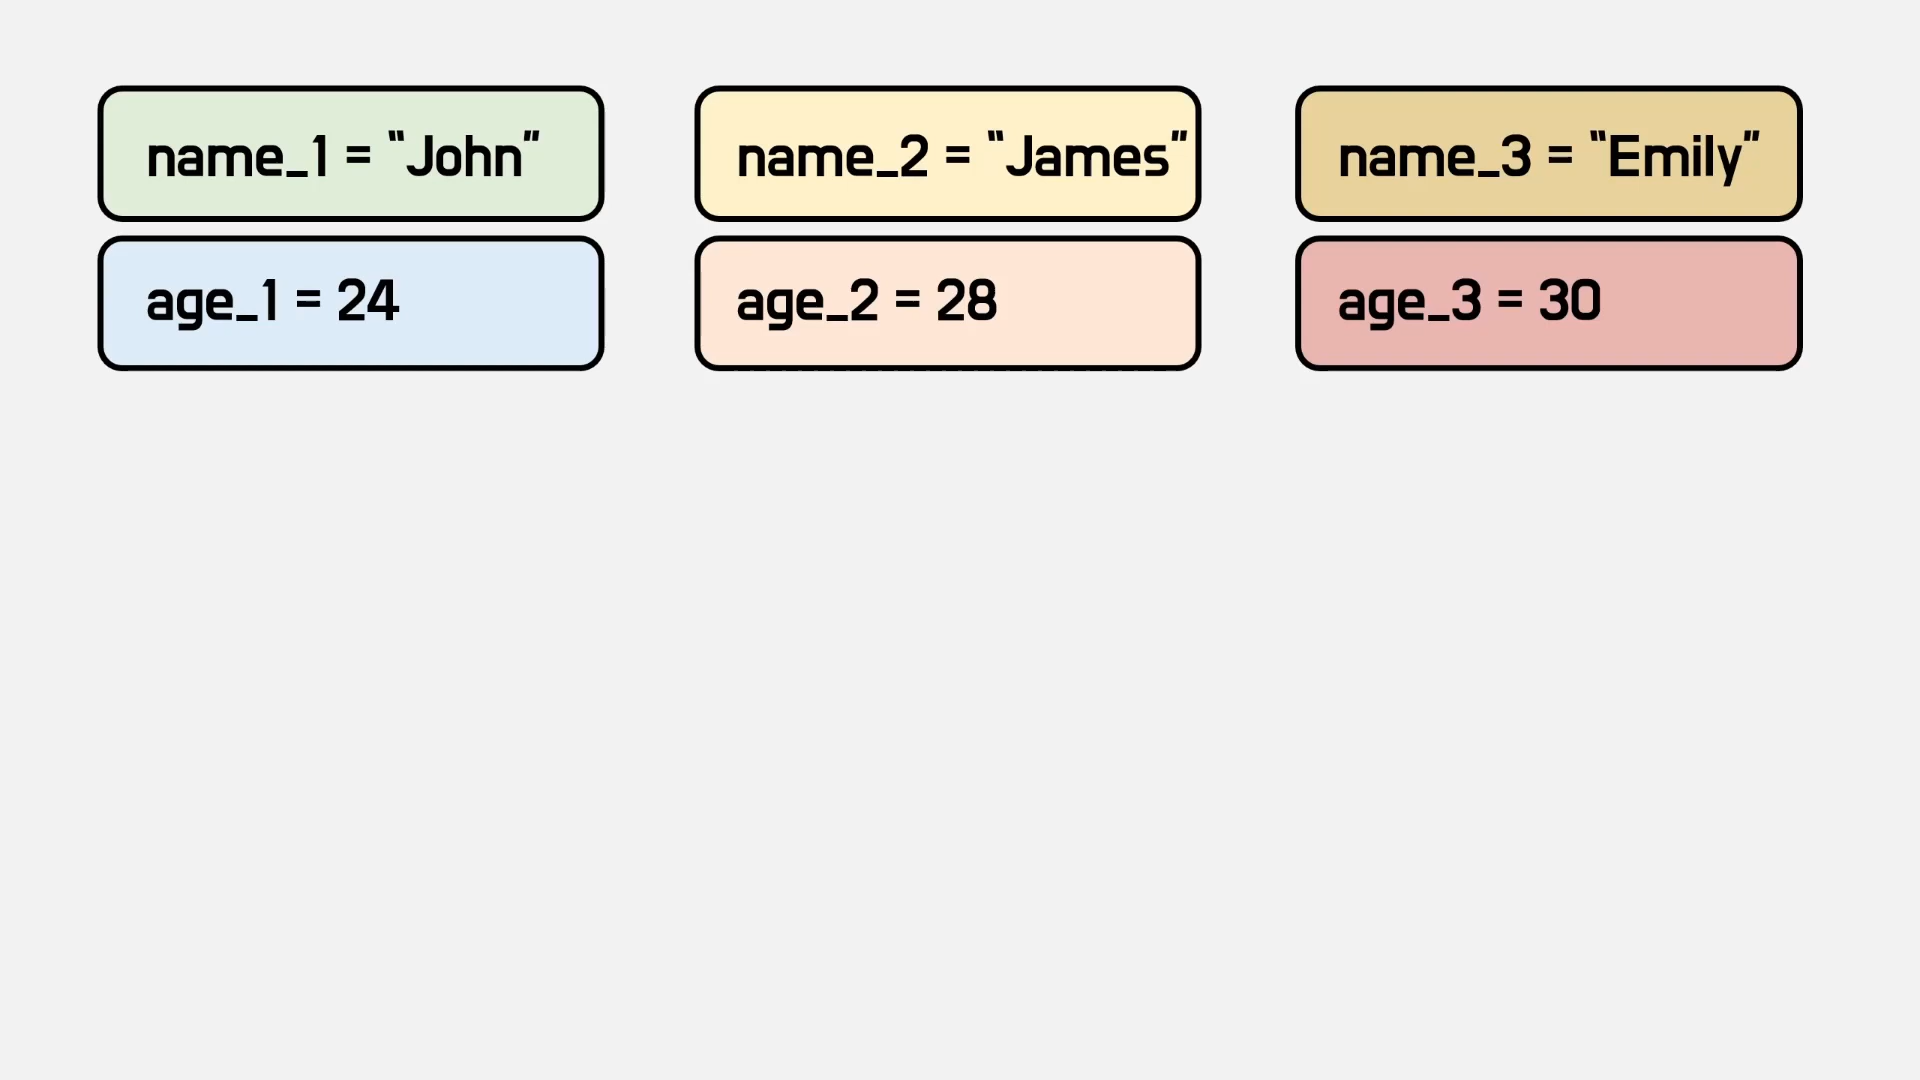 name_1 = “John”
age_1 = 24
name_2 = “James”
age_2 = 28
name_3 = “Emily”
age_3 = 30